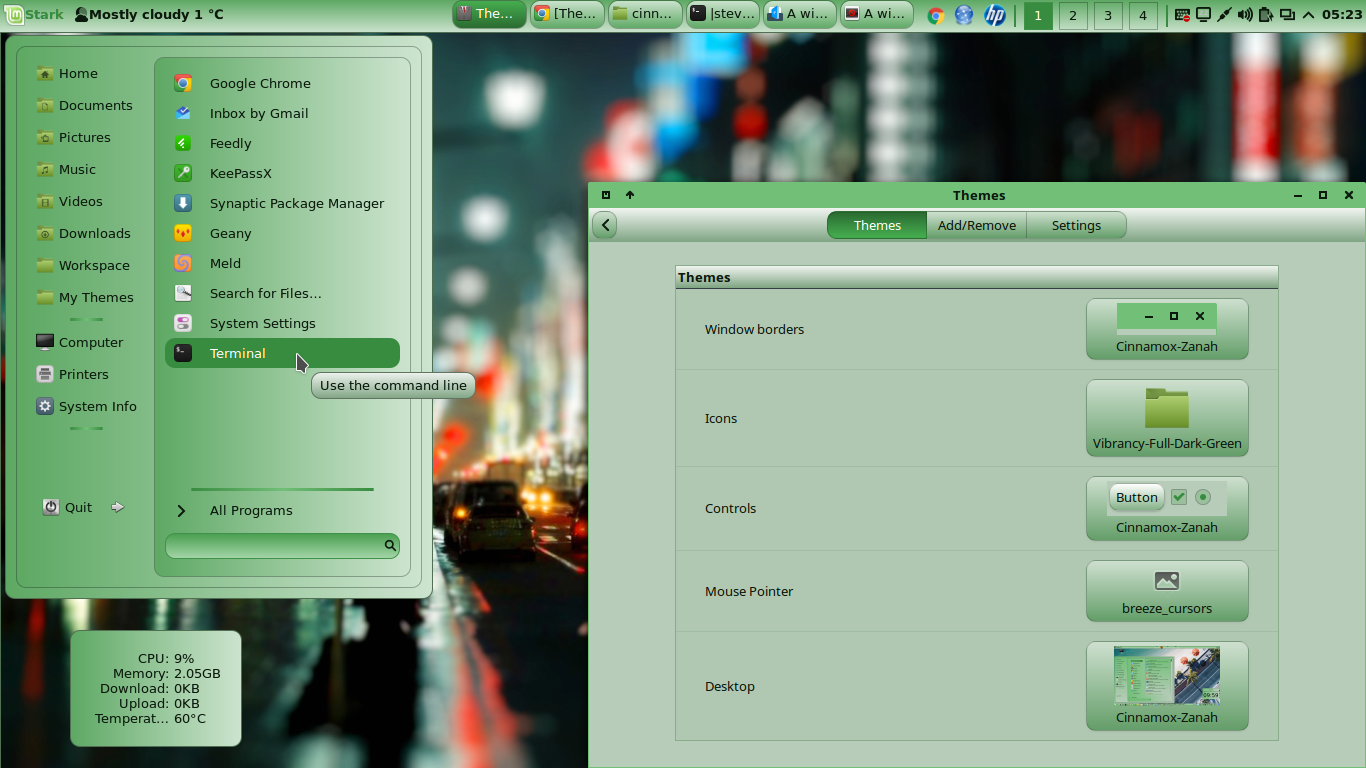 Stark
Mostly cloudy 1 °C
The...
[The...
cinn...
|stev...
A wi...
A wi...
hp
1
2
3
4
05:23
Home
Documents
Pictures
Music
Videos
Downloads
Workspace
My Themes
Computer
Printers
System Info
Quit
Google Chrome
Inbox by Gmail
Feedly
KeePassX
Synaptic Package Manager
Geany
Meld
Search for Files...
System Settings
Terminal
Use the command line
All Programs
CPU: 9%
Memory: 2.05GB
Download: 0KB
Upload: 0KB
Temperat... 60°C
Themes
Themes
Add/Remove
Settings
Themes
Window borders
Cinnamox-Zanah
Icons
Vibrancy-Full-Dark-Green
Controls
Button
Cinnamox-Zanah
Mouse Pointer
breeze_cursors
Desktop
09:59
Cinnamox-Zanah